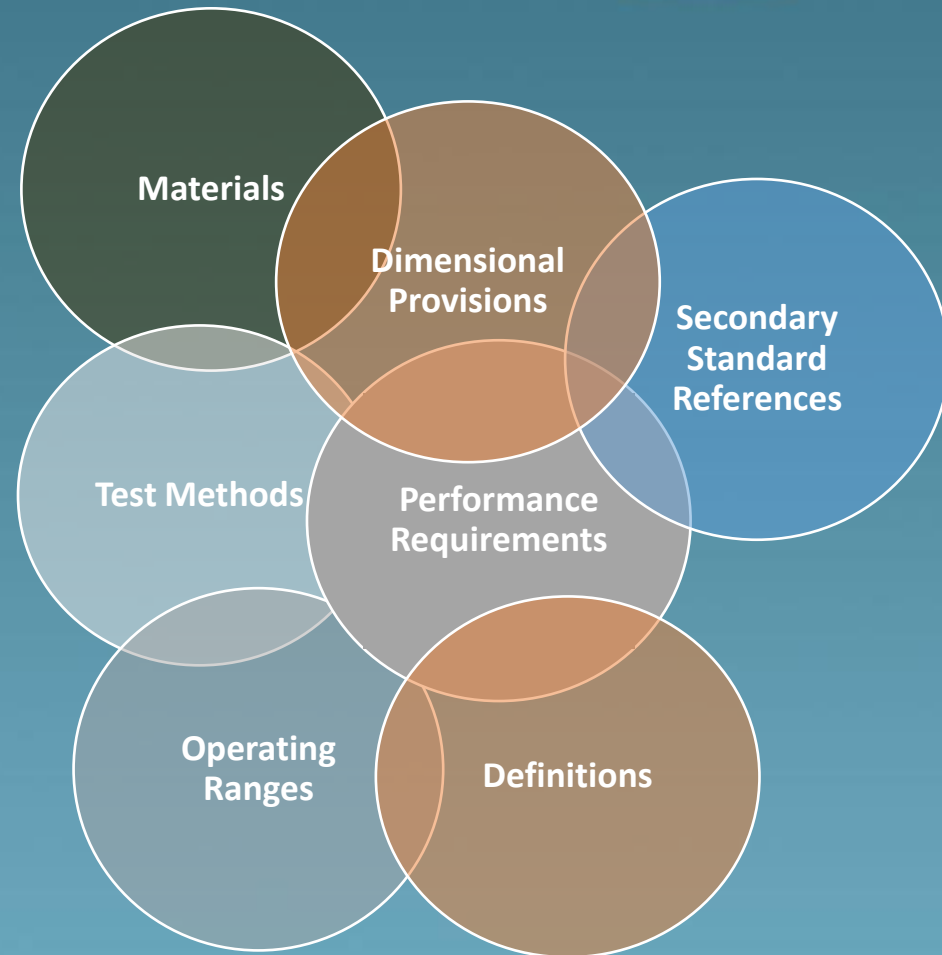 Materials
Dimensional
Provisions
Secondary
Standard
References
Test Methods
Performance
Requirements
Operating
Ranges
Definitions